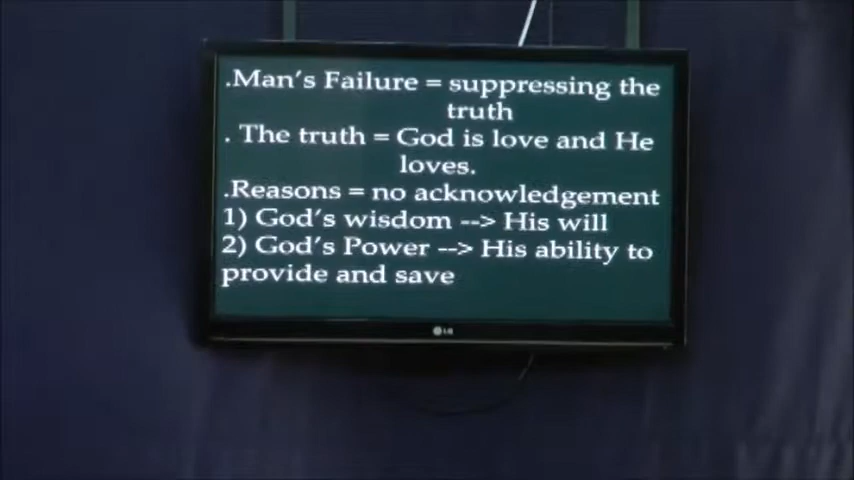 .Man's Failure = suppressing the
truth
. The truth = God is love and He
loves.
.Reasons = no acknowledgement
1) God's wisdom --> His will
2) God's Power --> His ability to
provide and save
LG